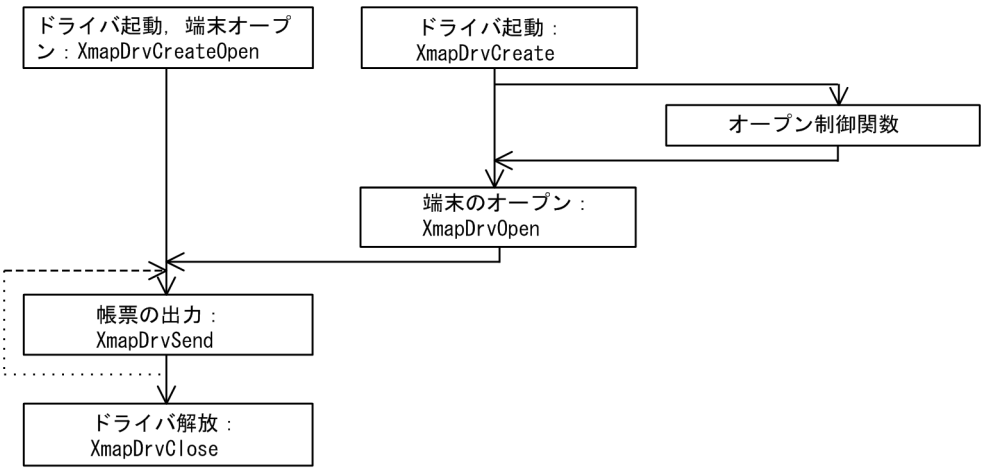 ドライバ起動，端末オープ
ン：XmapDrvCreateOpen
ドライバ起動：
XmapDrvCreate
オープン制御関数
端末のオープン：
XmapDrvOpen
帳票の出力：
XmapDrvSend
ドライバ解放：
XmapDrvClose